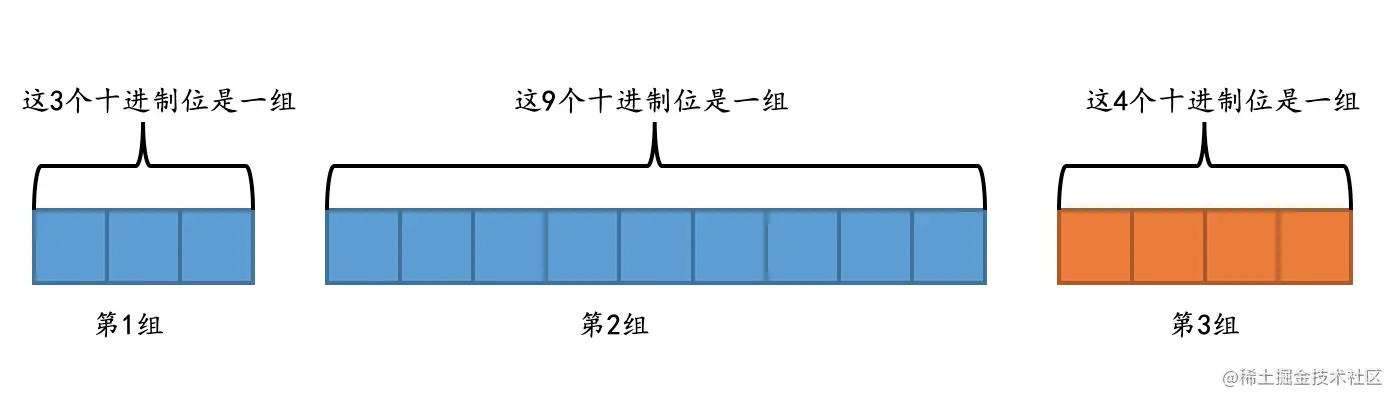 这3个十进制位是一组
这9个十进制位是一组
这4个十进制位是一组
第1组
第2组
第3组
@稀土掘金技术社区